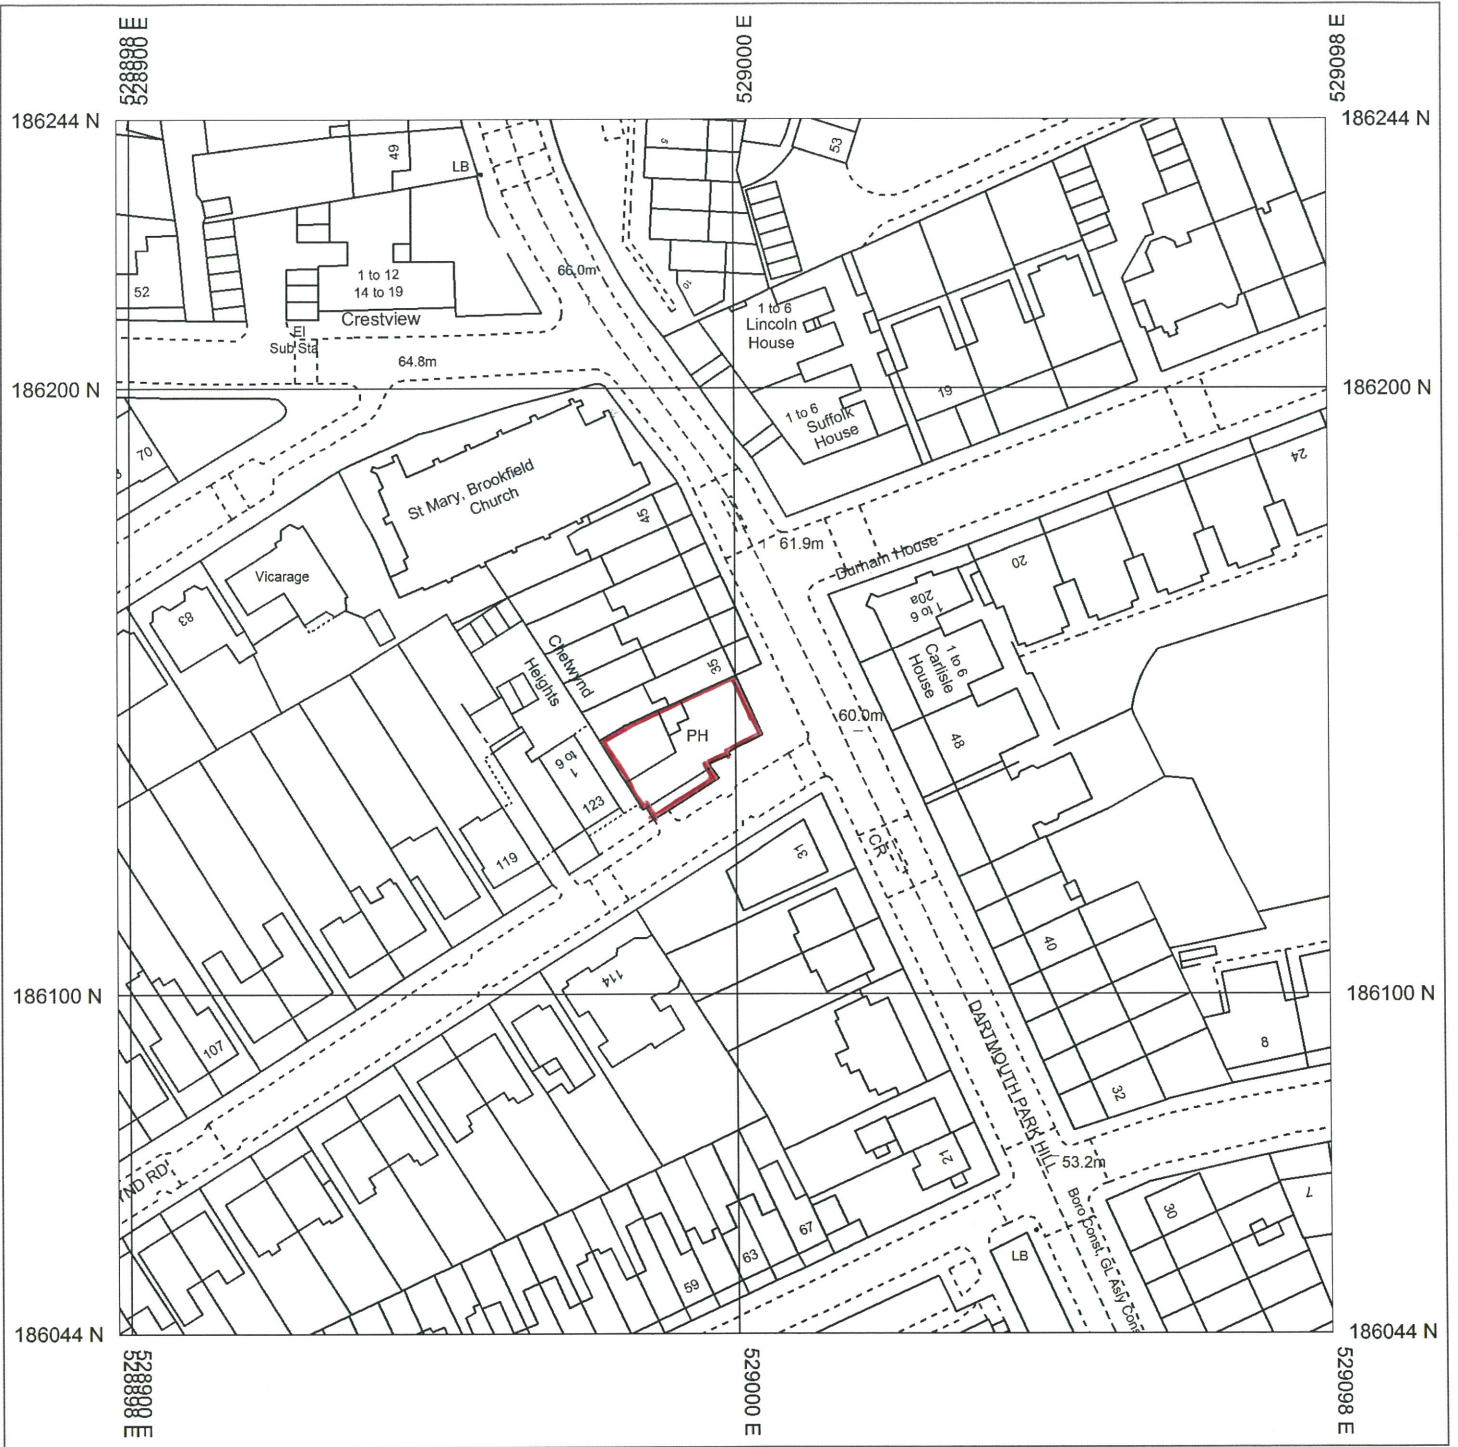 528898 E
528900 E
529000 E
529098 E
186244 N
186244 N
49
LB
5
53
52
1 to 12
14 to 19
Crestview
66.0m
10
1 to 6
Lincoln
House
El
Sub Sta
64.8m
186200 N
186200 N
19
1 to 6
Suffolk
House
70
24
St Mary, Brookfield
Church
45
61.9m
Durham House
20
Vicarage
20a
1 to 6
83
Chetwynd
Heights
35
1 to 6
Carlisle
House
60.0m
PH
48
1
to 6
123
119
31
CR
40
114
186100 N
186100 N
107
DARTMOUTH PARK HILL
8
32
21
53.2m
YND RD
30
7
67
63
59
Boro Const, GL Asly Cons
LB
186044 N
186044 N
528898 E
528900 E
529000 E
529098 E